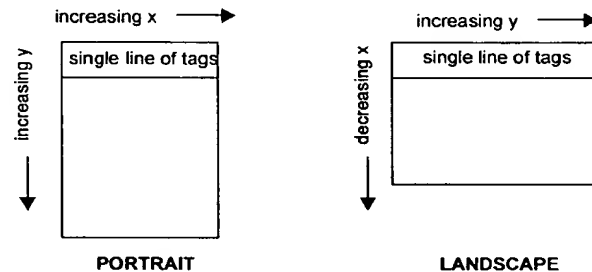 increasing x
increasing y
single line of tags
PORTRAIT
increasing y
decreasing x
single line of tags
LANDSCAPE